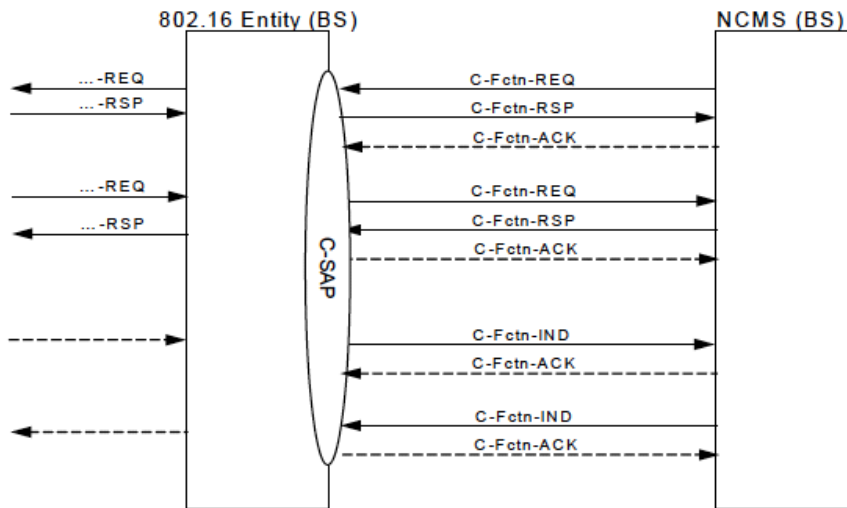 802.16 Entity (BS)
NCMS (BS)
...-REQ
C-Fctn-REQ
...-RSP
C-Fctn-RSP
C-Fctn-ACK
...-REQ
C-Fctn-REQ
...-RSP
C-Fctn-RSP
C-Fctn-ACK
C-SAP
C-Fctn-IND
C-Fctn-ACK
C-Fctn-IND
C-Fctn-ACK